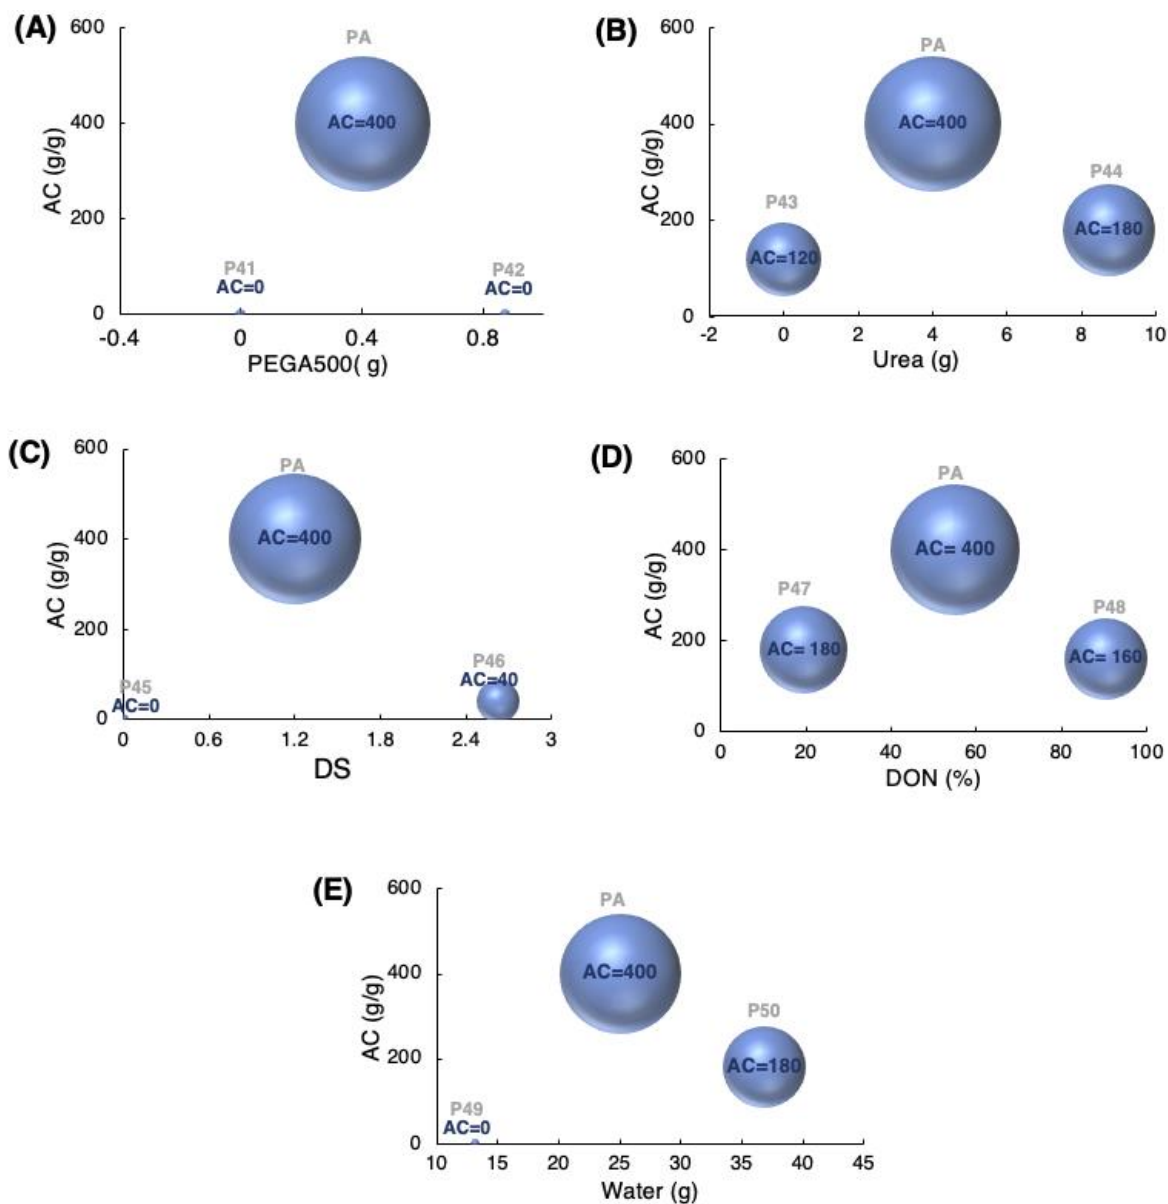 (A)
600
PA
AC (g/g)
400
AC=400
200
P41
AC=0
P42
AC=0
0
-0.4 0 0.4 0.8
PEGA500( g)
(B)
600
PA
AC (g/g)
400
AC=400
P43
P44
200
AC=120
AC=180
0
-2 0 2 4 6 8 10
Urea (g)
(C)
600
PA
AC (g/g)
400
AC=400
200
P45
AC=0
P46
AC=40
0
0 0.6 1.2 1.8 2.4 3
DS
(D)
600
PA
AC (g/g)
400
AC= 400
P47
P48
200
AC= 180
AC= 160
0
0 20 40 60 80 100
DON (%)
(E)
600
PA
AC (g/g)
400
AC=400
P50
200
AC=180
P49
AC=0
0
10 15 20 25 30 35 40 45
Water (g)